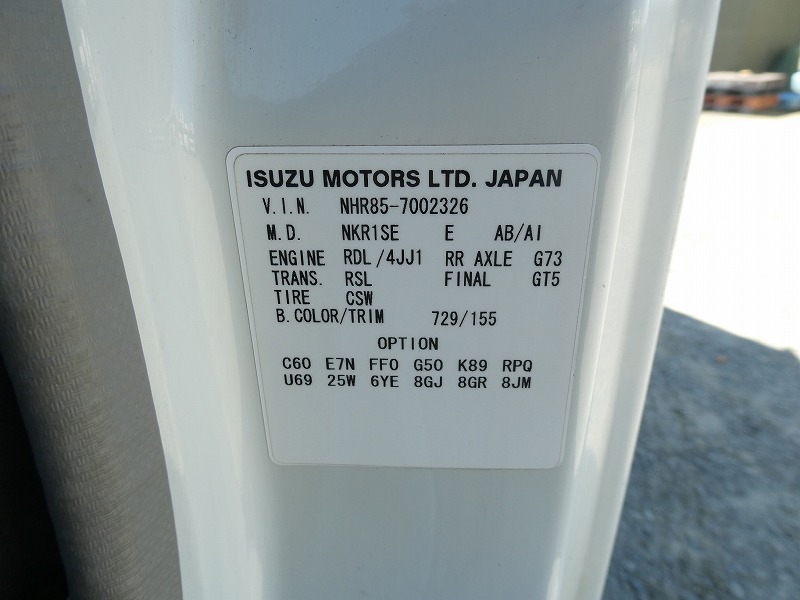 ISUZU MOTORS LTD. JAPAN
V.I.N. NHR85-7002326
M.D. NKR1SE E AB/AI
ENGINE RDL/4JJ1 RR AXLE G73
TRANS. RSL FINAL GT5
TIRE CSW
B.COLOR/TRIM 729/155
OPTION
C60 E7N FF0 G50 K89 RPQ
U69 25W 6YE 8GJ 8GR 8JM